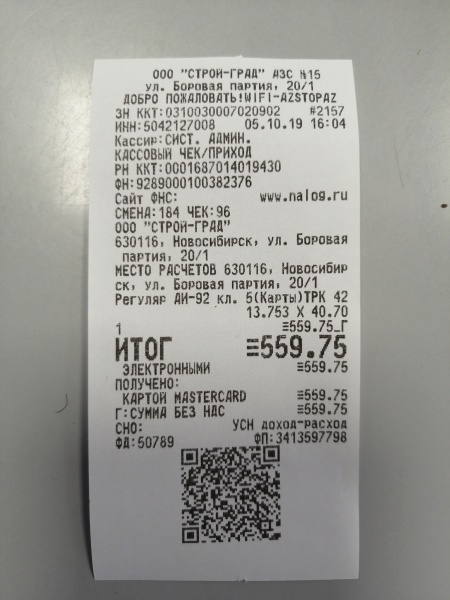 ООО "СТРОЙ-ГРАД" АЗС №15
ул. Боровая партия, 20/1
ДОБРО ПОЖАЛОВАТЬ!WIFI-AZSTOPAZ
ЗН ККТ:0310030007020902 #2157
ИНН:5042127008 05.10.19 16:04
Кассир:СИСТ. АДМИН.
КАССОВЫЙ ЧЕК/ПРИХОД
РН ККТ:0001687014019430
ФН:9289000100382376
Сайт ФНС: www.nalog.ru
СМЕНА:184 ЧЕК:96
ООО "СТРОЙ-ГРАД"
630116, Новосибирск, ул. Боровая
партия, 20/1
МЕСТО РАСЧЕТОВ 630116, Новосибир
ск, ул. Боровая партия, 20/1
Регуляр АИ-92 кл. 5(Карты)ТРК 42
13.753 X 40.70
1 ≡559.75_Г
ИТОГ ≡559.75
ЭЛЕКТРОННЫМИ ≡559.75
ПОЛУЧЕНО:
КАРТОЙ MASTERCARD ≡559.75
Г:СУММА БЕЗ НДС ≡559.75
СНО: УСН доход-расход
ФД:50789 ФП:3413597798